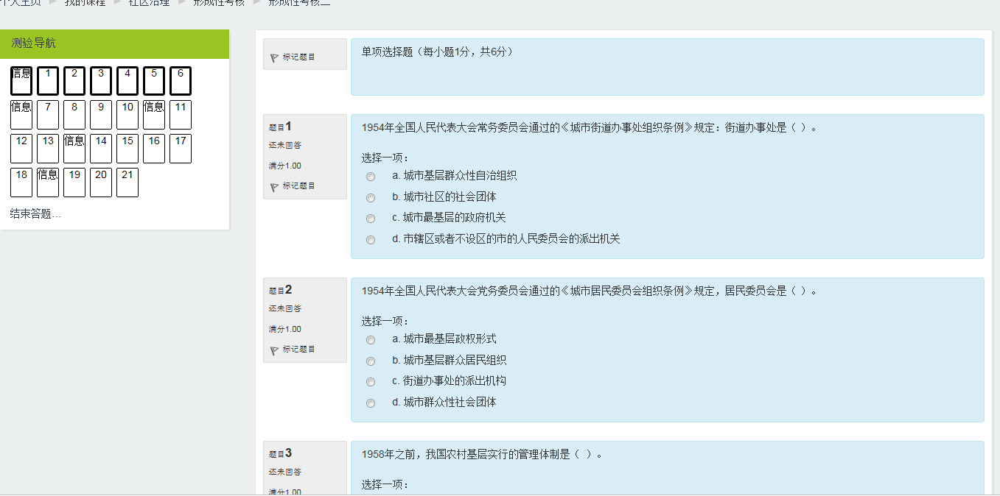 个人主页 ► 我的课程 ► 社区治理 ► 形成性考核 ► 形成性考核二
测验导航
信息 1 2 3 4 5 6
信息 7 8 9 10 信息 11
12 13 信息 14 15 16 17
18 信息 19 20 21
结束答题…
标记题目
单项选择题（每小题1分，共6分）
题目1
还未回答
满分1.00
标记题目
1954年全国人民代表大会常务委员会通过的《城市街道办事处组织条例》规定：街道办事处是（ ）。
选择一项：
a. 城市基层群众性自治组织
b. 城市社区的社会团体
c. 城市最基层的政府机关
d. 市辖区或者不设区的市的人民委员会的派出机关
题目2
还未回答
满分1.00
标记题目
1954年全国人民代表大会党务委员会通过的《城市居民委员会组织条例》规定，居民委员会是（ ）。
选择一项：
a. 城市最基层政权形式
b. 城市基层群众居民组织
c. 街道办事处的派出机构
d. 城市群众性社会团体
题目3
还未回答
满分1.00
1958年之前，我国农村基层实行的管理体制是（ ）。
选择一项：